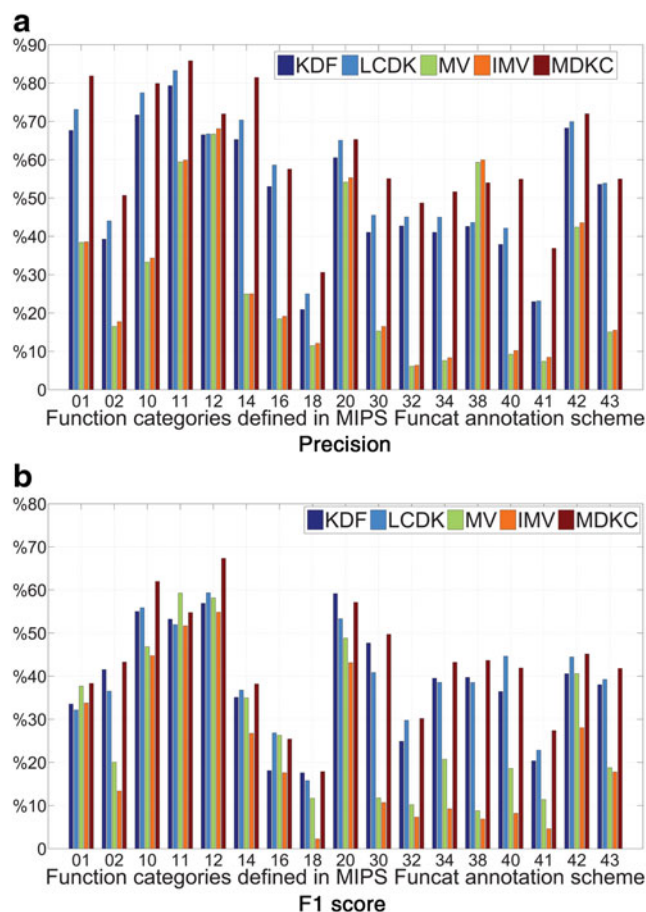 a
%90
KDF LCDK MV IMV MDKC
%80
%70
%60
%50
%40
%30
%20
%10
0
01 02 10 11 12 14 16 18 20 30 32 34 38 40 41 42 43
Function categories defined in MIPS Funcat annotation scheme
Precision
b
%80
KDF LCDK MV IMV MDKC
%70
%60
%50
%40
%30
%20
%10
0
01 02 10 11 12 14 16 18 20 30 32 34 38 40 41 42 43
Function categories defined in MIPS Funcat annotation scheme
F1 score